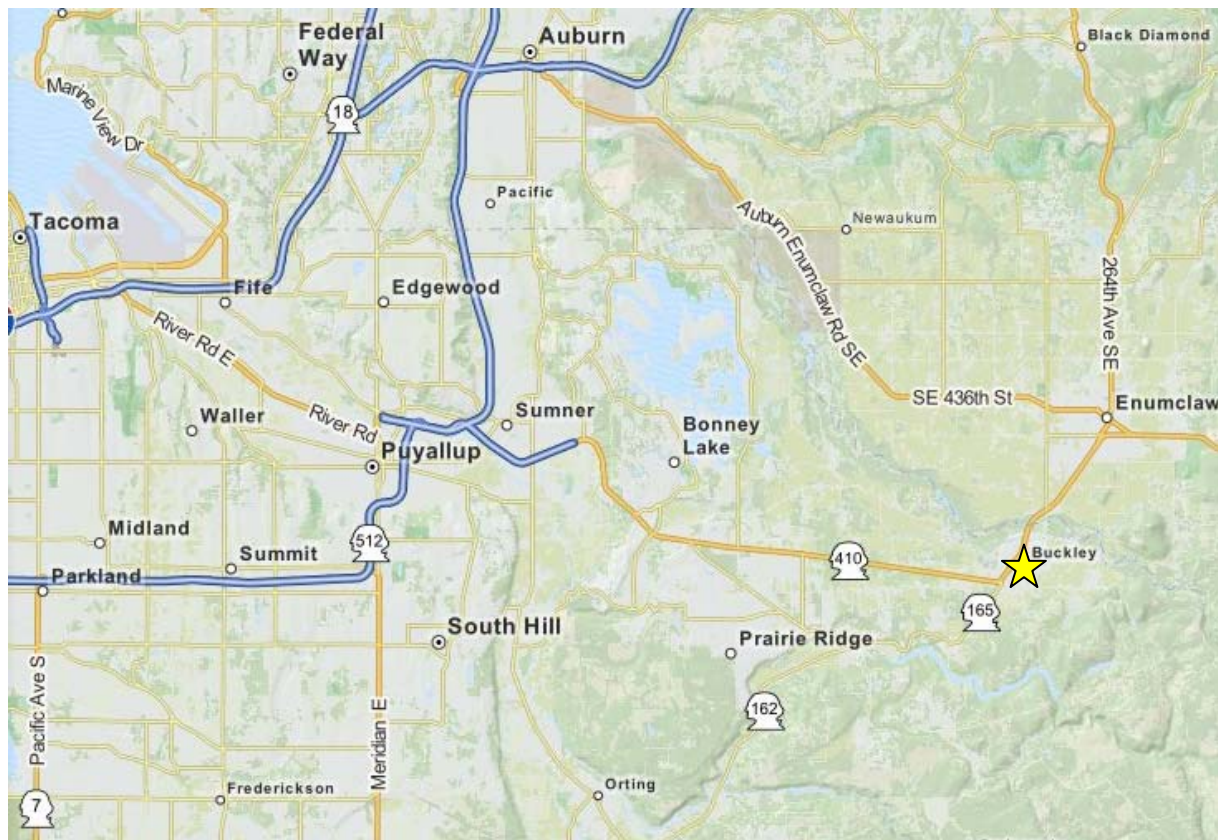 Federal
Way
Auburn
Black Diamond
Marine View Dr
18
Pacific
Newaukum
Tacoma
Auburn Enumclaw Rd SE
264th Ave SE
Fife
Edgewood
River Rd E
SE 436th St
Enumclaw
Waller
River Rd
Sumner
Bonney
Lake
Puyallup
Midland
Summit
512
410
Buckley
Parkland
165
South Hill
Prairie Ridge
Pacific Ave S
Meridian E
162
Frederickson
Orting
7